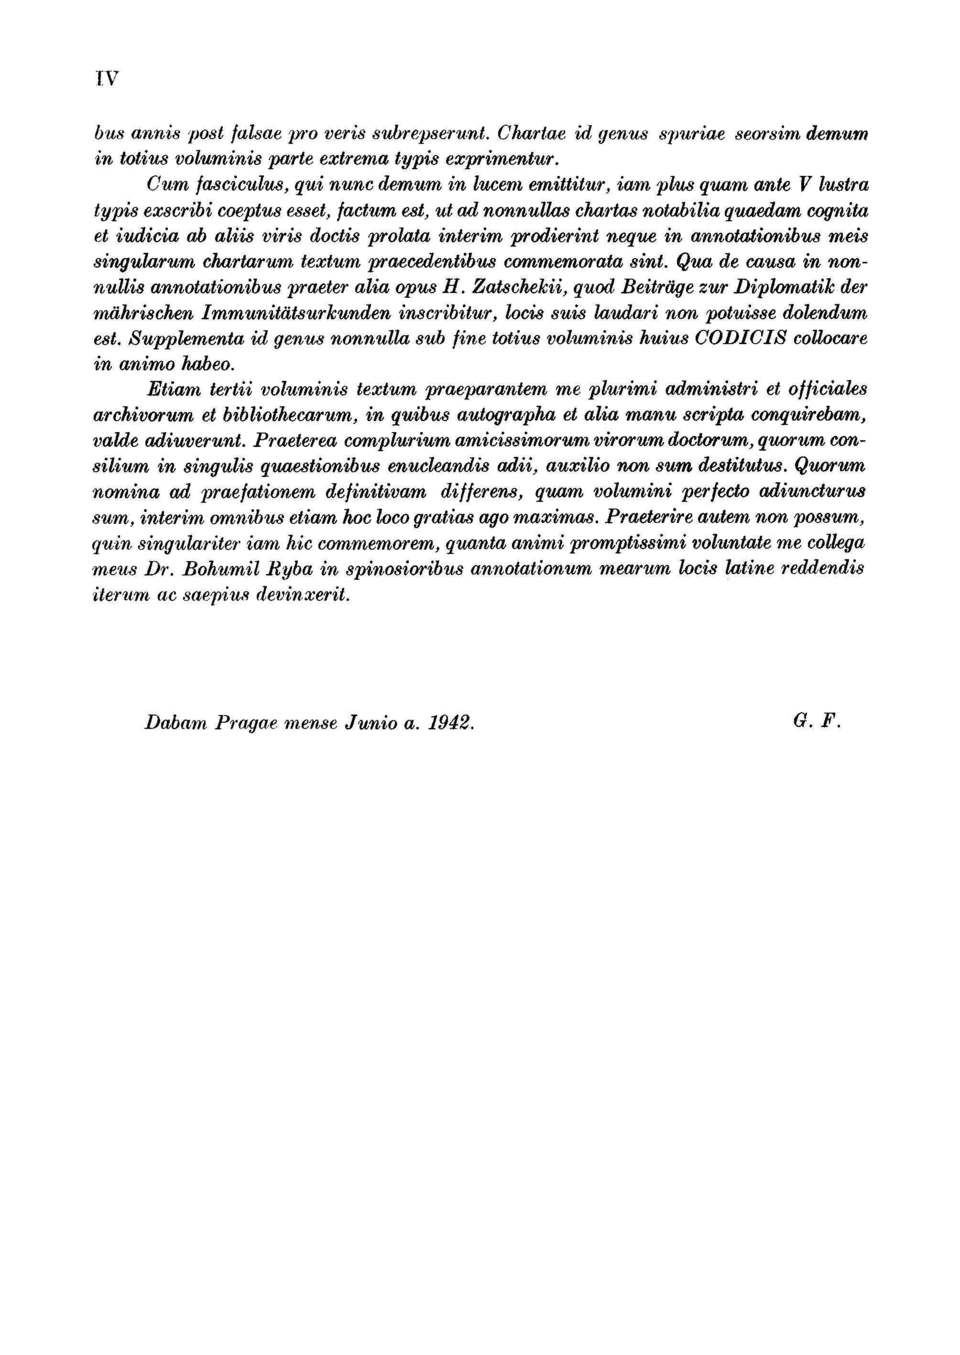 IV
bus annis post falsae pro veris subrepserunt. Chartae id genus spuriae seorsim demum
in totius voluminis parte extrema typis exprimentur.
Cum fasciculus, qui nunc demum in lucem emittitur, iam plus quam ante V lustra
typis exscribi coeptus esset, factum est, ut ad nonnullas chartas notabilia quaedam cognita
et iudicia ab aliis viris doctis prolata interim prodierint neque in annotationibus meis
singularum chartarum textum praecedentibus commemorata sint. Qua de causa in non-
nullis annotationibus praeter alia opus H. Zatschekii, quod Beiträge zur Diplomatik der
mährischen Immunitätsurkunden inscribitur, locis suis laudari non potuisse dolendum
est. Supplementa id genus nonnulla sub fine totius voluminis huius CODICIS collocare
in animo habeo.
Etiam tertii voluminis textum praeparantem me plurimi administri et officiales
archivorum et bibliothecarum, in quibus autographa et alia manu scripta conquirebam,
valde adiuverunt. Praeterea complurium amicissimorum virorum doctorum, quorum con-
silium in singulis quaestionibus enucleandis adii, auxilio non sum destitutus. Quorum
nomina ad praefationem definitivam differens, quam volumini perfecto adiuncturus
sum, interim omnibus etiam hoc loco gratias ago maximas. Praeterire autem non possum,
quin singulariter iam hic commemorem, quanta animi promptissimi voluntate me collega
meus Dr. Bohumil Ryba in spinosioribus annotationum mearum locis latine reddendis
iterum ac saepius devinxerit.
Dabam Pragae mense Junio a. 1942. G. F.